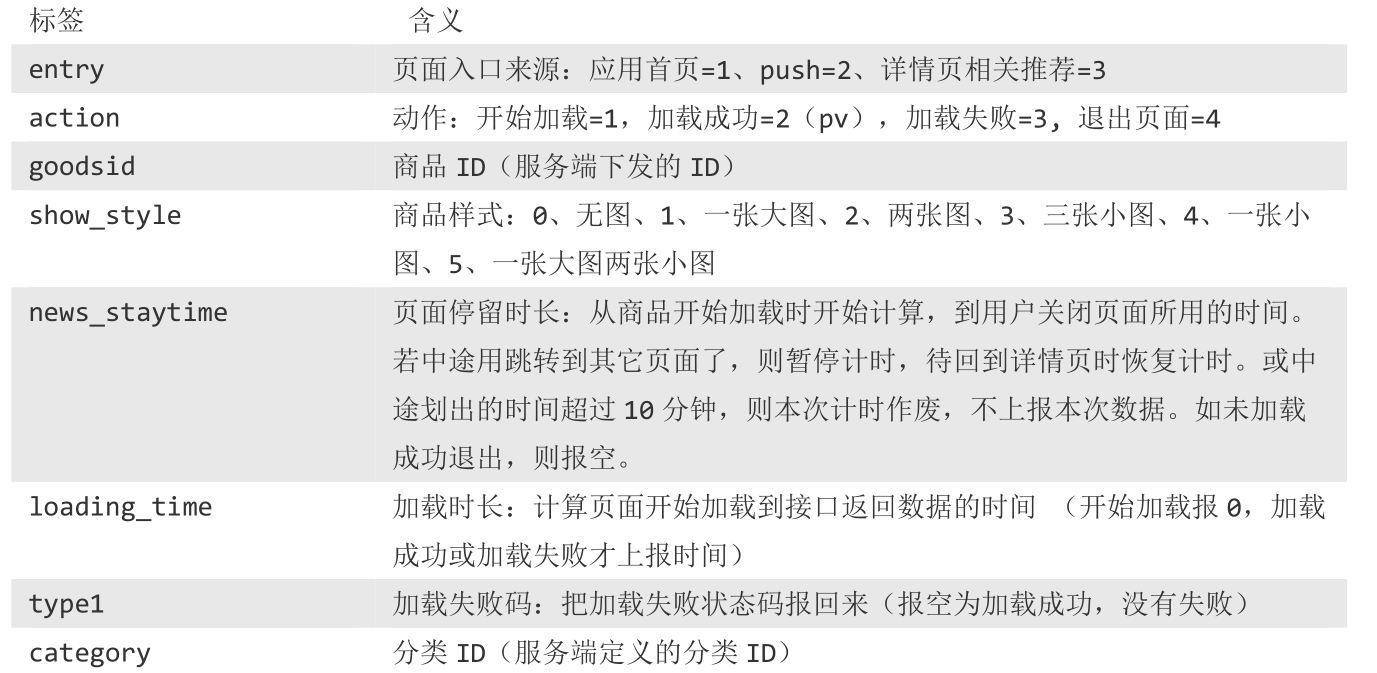 标签 含义
entry 页面入口来源：应用首页=1、push=2、详情页相关推荐=3
action 动作：开始加载=1，加载成功=2（pv），加载失败=3, 退出页面=4
goodsid 商品 ID（服务端下发的 ID）
show_style 商品样式：0、无图、1、一张大图、2、两张图、3、三张小图、4、一张小
图、5、一张大图两张小图
news_staytime 页面停留时长：从商品开始加载时开始计算，到用户关闭页面所用的时间。
若中途用跳转到其它页面了，则暂停计时，待回到详情页时恢复计时。或中
途划出的时间超过 10 分钟，则本次计时作废，不上报本次数据。如未加载
成功退出，则报空。
loading_time 加载时长：计算页面开始加载到接口返回数据的时间 （开始加载报 0，加载
成功或加载失败才上报时间）
type1 加载失败码：把加载失败状态码报回来（报空为加载成功，没有失败）
category 分类 ID（服务端定义的分类 ID）